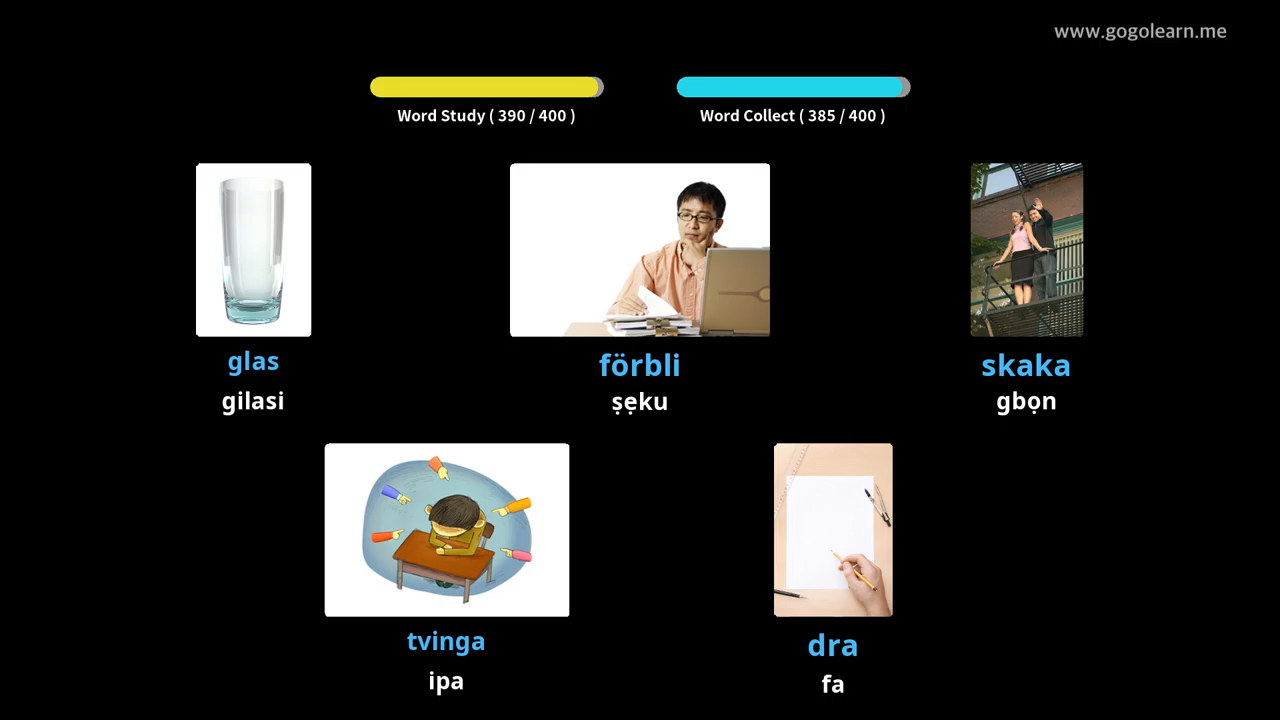 www.gogolearn.me
Word Study ( 390 / 400 )
Word Collect ( 385 / 400 )
glas
gilasi
förbli
ṣẹku
skaka
gbọn
tvinga
ipa
dra
fa